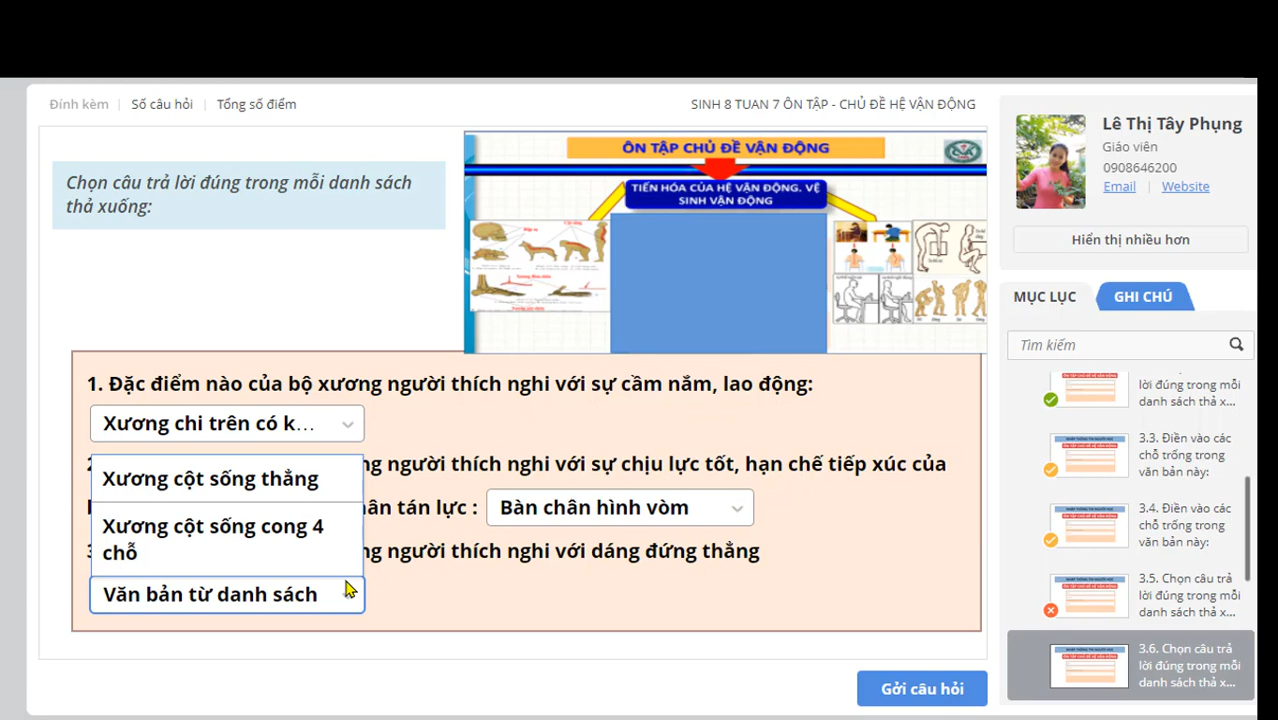 Đính kèm
Số câu hỏi
Tổng số điểm
SINH 8 TUAN 7 ÔN TẬP - CHỦ ĐỀ HỆ VẬN ĐỘNG
Chọn câu trả lời đúng trong mỗi danh sách
thả xuống:
ÔN TẬP CHỦ ĐỀ VẬN ĐỘNG
TIẾN HÓA CỦA HỆ VẬN ĐỘNG. VỆ
SINH VẬN ĐỘNG
1. Đặc điểm nào của bộ xương người thích nghi với sự cầm nắm, lao động:
Xương chi trên có k...
ng người thích nghi với sự chịu lực tốt, hạn chế tiếp xúc của
Xương cột sống thẳng
ân tán lực :
Bàn chân hình vòm
Xương cột sống cong 4
chỗ
ng người thích nghi với dáng đứng thẳng
Văn bản từ danh sách
Gởi câu hỏi
Lê Thị Tây Phụng
Giáo viên
0908646200
Email
Website
Hiển thị nhiều hơn
MỤC LỤC
GHI CHÚ
Tìm kiếm
lời đúng trong mỗi
danh sách thả x...
3.3. Điền vào các
chỗ trống trong
văn bản này:
3.4. Điền vào các
chỗ trống trong
văn bản này:
3.5. Chọn câu trả
lời đúng trong mỗi
danh sách thả x...
3.6. Chọn câu trả
lời đúng trong mỗi
danh sách thả x...